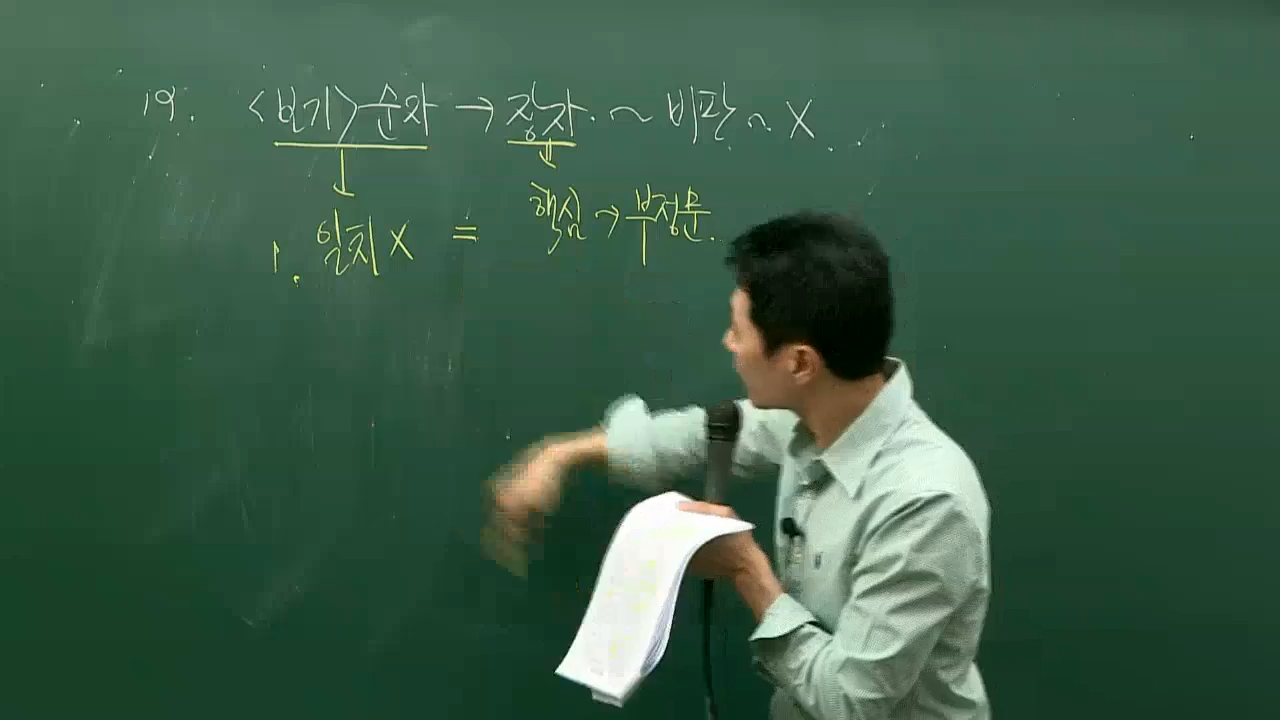 19. <보기> 순자 → 장자. ~ 비판 ~ X
1. 일치 X = 핵심 → 부정문.